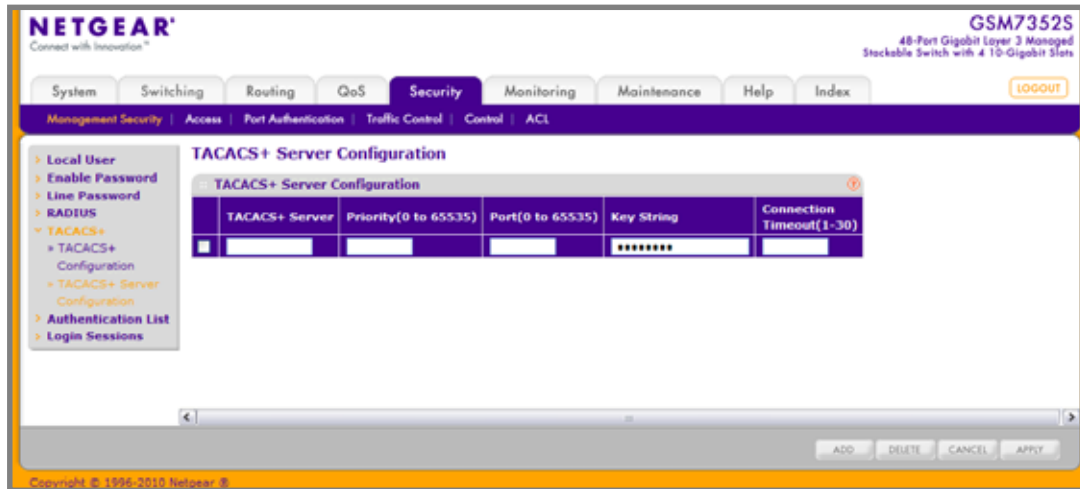 NETGEAR®
Connect with Innovation™
GSM7352S
48-Port Gigabit Layer 3 Managed
Stackable Switch with 4 10-Gigabit Slots
System Switching Routing QoS Security Monitoring Maintenance Help Index LOGOUT
Management Security | Access | Port Authentication | Traffic Control | Control | ACL
Local User
Enable Password
Line Password
RADIUS
TACACS+
» TACACS+
Configuration
» TACACS+ Server
Configuration
Authentication List
Login Sessions
TACACS+ Server Configuration
TACACS+ Server Configuration
TACACS+ Server Priority(0 to 65535) Port(0 to 65535) Key String Connection
Timeout(1-30)
••••••••
ADD DELETE CANCEL APPLY
Copyright © 1996-2010 Netgear ®